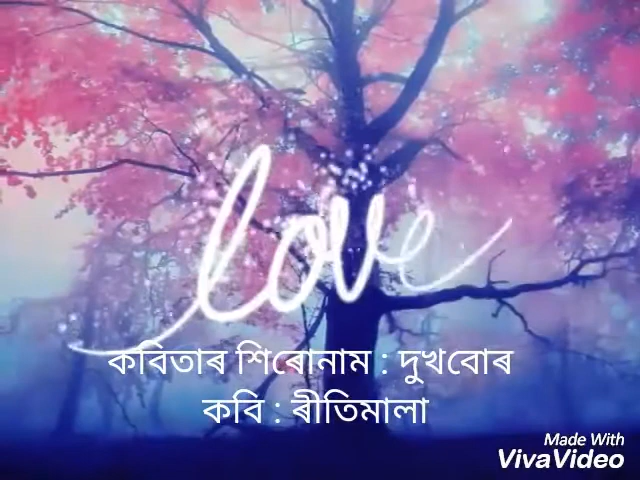 love
কবিতাৰ শিৰোনাম : দুখবোৰ
কবি : ৰীতিমালা
Made With
VivaVideo